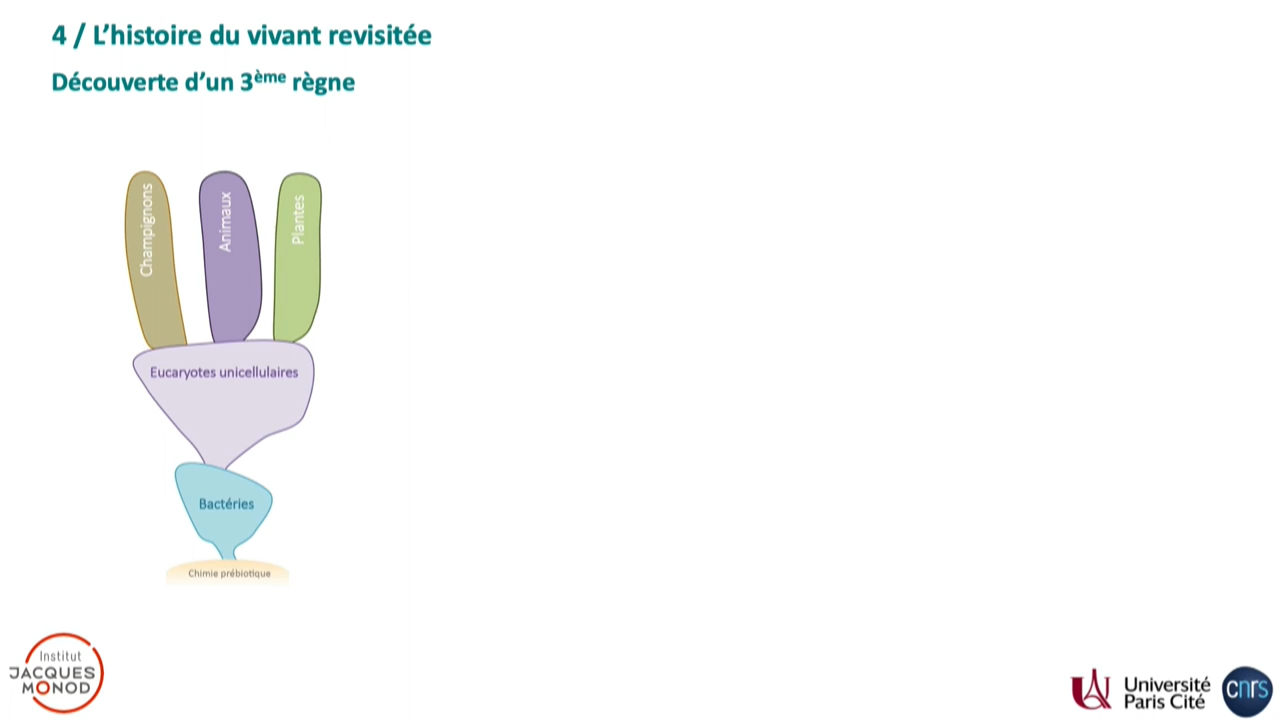 4 / L’histoire du vivant revisitée
Découverte d’un 3ème règne
Champignons
Animaux
Plantes
Eucaryotes unicellulaires
Bactéries
Chimie prébiotique
Institut
JACQUES
MONOD
Université
Paris Cité
cnrs